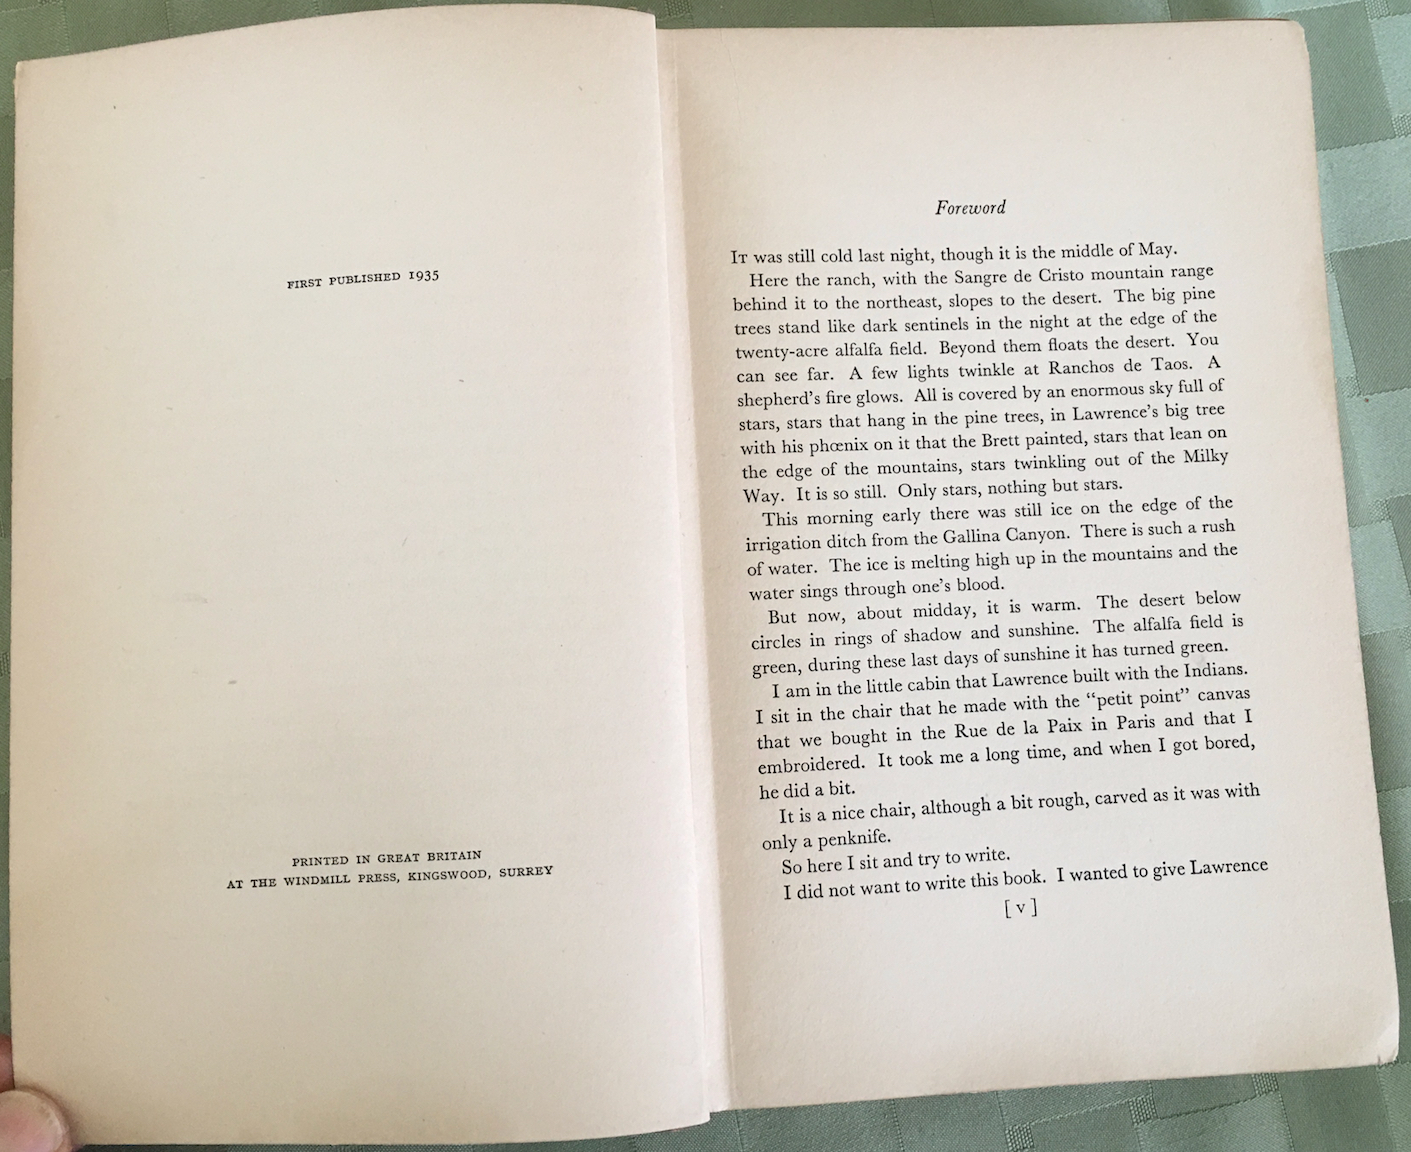 FIRST PUBLISHED 1935
PRINTED IN GREAT BRITAIN
AT THE WINDMILL PRESS, KINGSWOOD, SURREY
Foreword
IT was still cold last night, though it is the middle of May.
Here the ranch, with the Sangre de Cristo mountain range
behind it to the northeast, slopes to the desert. The big pine
trees stand like dark sentinels in the night at the edge of the
twenty-acre alfalfa field. Beyond them floats the desert. You
can see far. A few lights twinkle at Ranchos de Taos. A
shepherd's fire glows. All is covered by an enormous sky full of
stars, stars that hang in the pine trees, in Lawrence's big tree
with his phœnix on it that the Brett painted, stars that lean on
the edge of the mountains, stars twinkling out of the Milky
Way. It is so still. Only stars, nothing but stars.
This morning early there was still ice on the edge of the
irrigation ditch from the Gallina Canyon. There is such a rush
of water. The ice is melting high up in the mountains and the
water sings through one's blood.
But now, about midday, it is warm. The desert below
circles in rings of shadow and sunshine. The alfalfa field is
green, during these last days of sunshine it has turned green.
I am in the little cabin that Lawrence built with the Indians.
I sit in the chair that he made with the “petit point” canvas
that we bought in the Rue de la Paix in Paris and that I
embroidered. It took me a long time, and when I got bored,
he did a bit.
It is a nice chair, although a bit rough, carved as it was with
only a penknife.
So here I sit and try to write.
I did not want to write this book. I wanted to give Lawrence
[ v ]